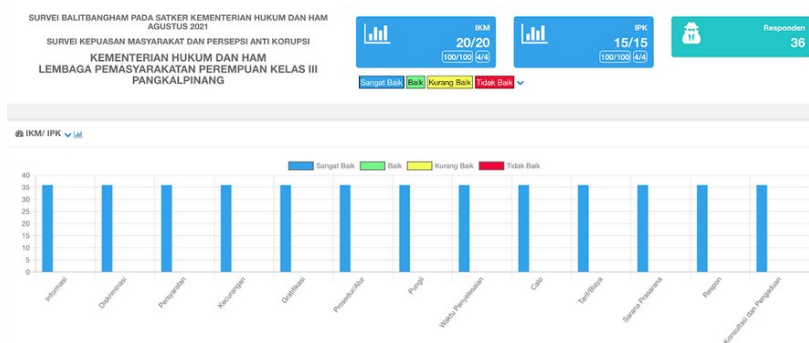 SURVEI BALITBANGHAM PADA SATKER KEMENTERIAN HUKUM DAN HAM
AGUSTUS 2021
SURVEI KEPUASAN MASYARAKAT DAN PERSEPSI ANTI KORUPSI
KEMENTERIAN HUKUM DAN HAM
LEMBAGA PEMASYARAKATAN PEREMPUAN KELAS III
PANGKALPINANG
IKM
20/20
100/100 4/4
IPK
15/15
100/100 4/4
Responden
36
Sangat Baik Baik Kurang Baik Tidak Baik
IKM/ IPK
Sangat Baik Baik Kurang Baik Tidak Baik
40
35
30
25
20
15
10
5
0
Informasi
Diskriminasi
Persyaratan
Kecurangan
Gratifikasi
Prosedur/Alur
Pungli
Waktu Penyelesaian
Calo
Tarif/Biaya
Sarana Prasarana
Respon
Konsultasi dan Pengaduan